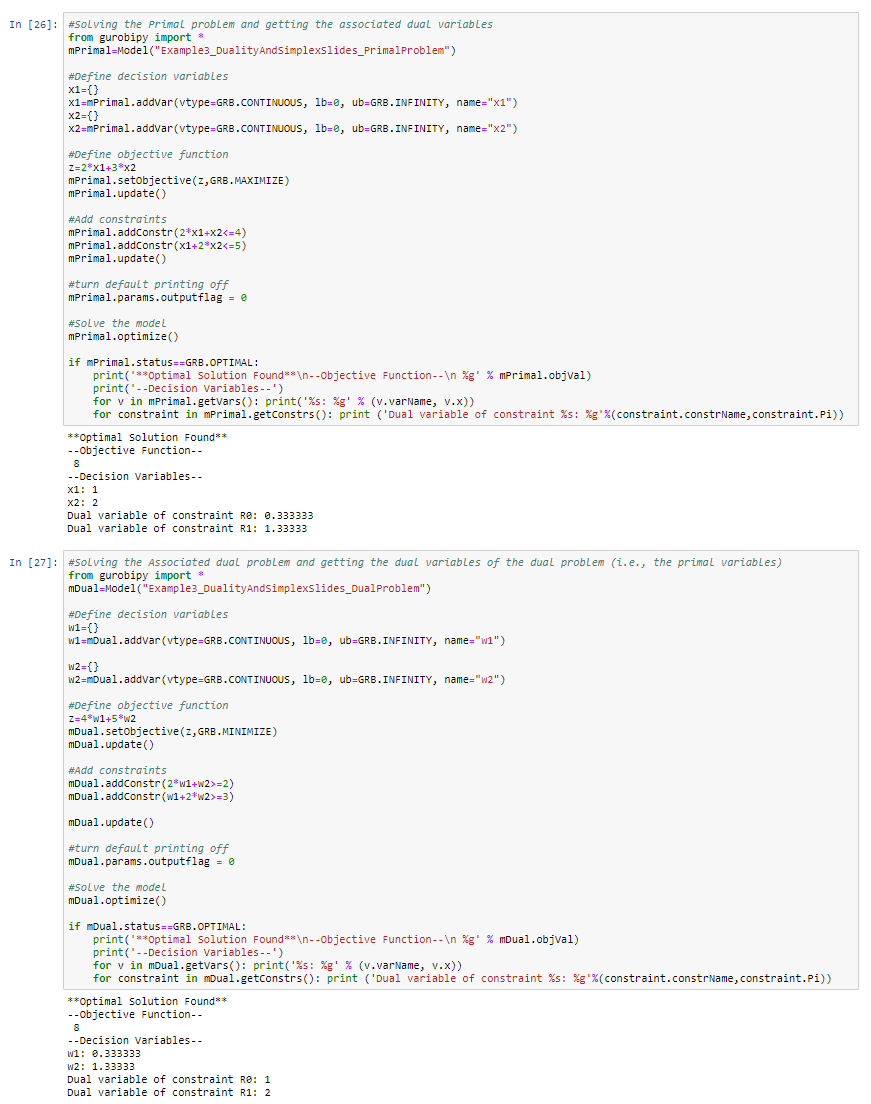 In [26]: #Solving the Primal problem and getting the associated dual variables
from gurobipy import *
mPrimal=Model("Example3_DualityAndSimplexSlides_PrimalProblem")
#Define decision variables
x1={}
x1=mPrimal.addVar(vtype=GRB.CONTINUOUS, lb=0, ub=GRB.INFINITY, name="x1")
x2={}
x2=mPrimal.addVar(vtype=GRB.CONTINUOUS, lb=0, ub=GRB.INFINITY, name="x2")
#Define objective function
z=2*x1+3*x2
mPrimal.setObjective(z,GRB.MAXIMIZE)
mPrimal.update()
#Add constraints
mPrimal.addConstr(2*x1+x2<=4)
mPrimal.addConstr(x1+2*x2<=5)
mPrimal.update()
#turn default printing off
mPrimal.params.outputflag = 0
#Solve the model
mPrimal.optimize()
if mPrimal.status==GRB.OPTIMAL:
    print('**Optimal Solution Found**\n--Objective Function--\n %g' % mPrimal.objVal)
    print('--Decision Variables--')
    for v in mPrimal.getVars(): print('%s: %g' % (v.varName, v.x))
    for constraint in mPrimal.getConstrs(): print ('Dual variable of constraint %s: %g'%(constraint.constrName,constraint.Pi))
**Optimal Solution Found**
--Objective Function--
 8
--Decision Variables--
x1: 1
x2: 2
Dual variable of constraint R0: 0.333333
Dual variable of constraint R1: 1.33333
In [27]: #Solving the Associated dual problem and getting the dual variables of the dual problem (i.e., the primal variables)
from gurobipy import *
mDual=Model("Example3_DualityAndSimplexSlides_DualProblem")
#Define decision variables
w1={}
w1=mDual.addVar(vtype=GRB.CONTINUOUS, lb=0, ub=GRB.INFINITY, name="w1")
w2={}
w2=mDual.addVar(vtype=GRB.CONTINUOUS, lb=0, ub=GRB.INFINITY, name="w2")
#Define objective function
z=4*w1+5*w2
mDual.setObjective(z,GRB.MINIMIZE)
mDual.update()
#Add constraints
mDual.addConstr(2*w1+w2>=2)
mDual.addConstr(w1+2*w2>=3)
mDual.update()
#turn default printing off
mDual.params.outputflag = 0
#Solve the model
mDual.optimize()
if mDual.status==GRB.OPTIMAL:
    print('**Optimal Solution Found**\n--Objective Function--\n %g' % mDual.objVal)
    print('--Decision Variables--')
    for v in mDual.getVars(): print('%s: %g' % (v.varName, v.x))
    for constraint in mDual.getConstrs(): print ('Dual variable of constraint %s: %g'%(constraint.constrName,constraint.Pi))
**Optimal Solution Found**
--Objective Function--
 8
--Decision Variables--
w1: 0.333333
w2: 1.33333
Dual variable of constraint R0: 1
Dual variable of constraint R1: 2